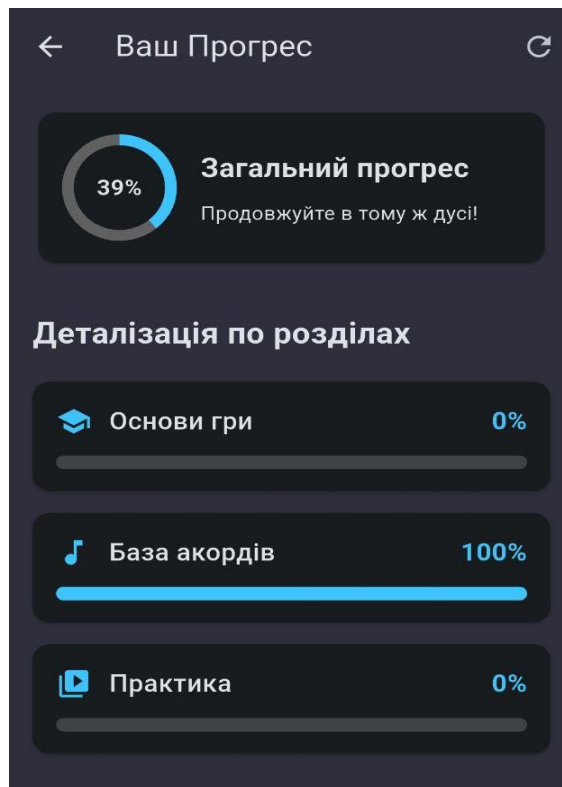 Ваш Прогрес
39%
Загальний прогрес
Продовжуйте в тому ж дусі!
Деталізація по розділах
Основи гри 0%
База акордів 100%
Практика 0%